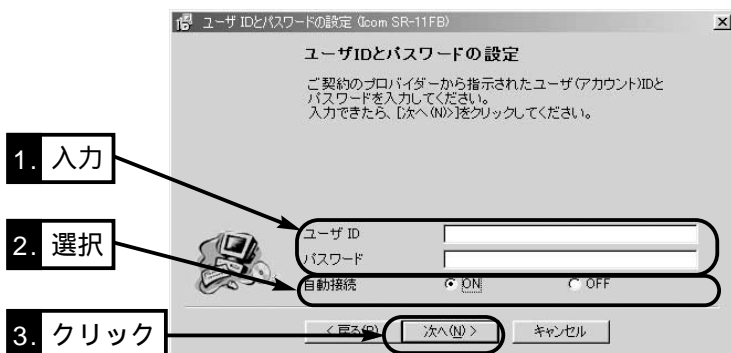 ユーザ IDとパスワードの設定 (Icom SR-11FB)
ユーザIDとパスワードの設定
ご契約のプロバイダーから指示されたユーザ(アカウント)IDと
パスワードを入力してください。
入力できたら、[次へ(N)>]をクリックしてください。
1. 入力
ユーザ ID
パスワード
2. 選択
自動接続 ON OFF
3. クリック
< 戻る(P) 次へ(N) > キャンセル